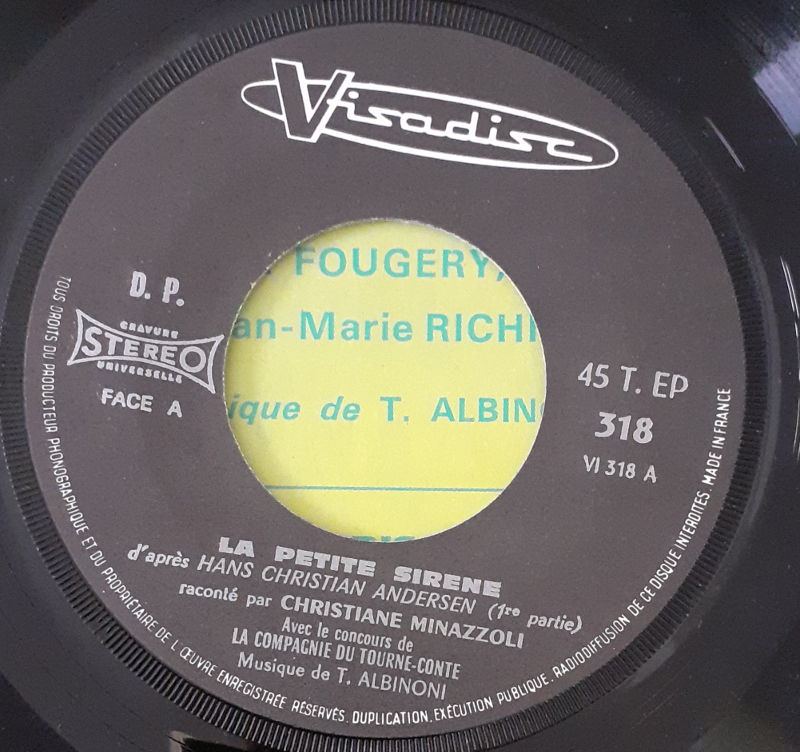 Visadisc
. FOUGERY,
an-Marie RICHI
ique de T. ALBIN
D. P.
GRAVURE
STEREO
UNIVERSELLE
FACE A
45 T. EP
318
VI 318 A
LA PETITE SIRENE
d'après HANS CHRISTIAN ANDERSEN (1re partie)
raconté par CHRISTIANE MINAZZOLI
Avec le concours de
LA COMPAGNIE DU TOURNE-CONTE
Musique de T. ALBINONI
TOUS DROITS DU PRODUCTEUR PHONOGRAPHIQUE ET DU PROPRIÉTAIRE DE L'ŒUVRE ENREGISTRÉE RÉSERVÉS. DUPLICATION, EXÉCUTION PUBLIQUE, RADIODIFFUSION DE CE DISQUE INTERDITES. MADE IN FRANCE